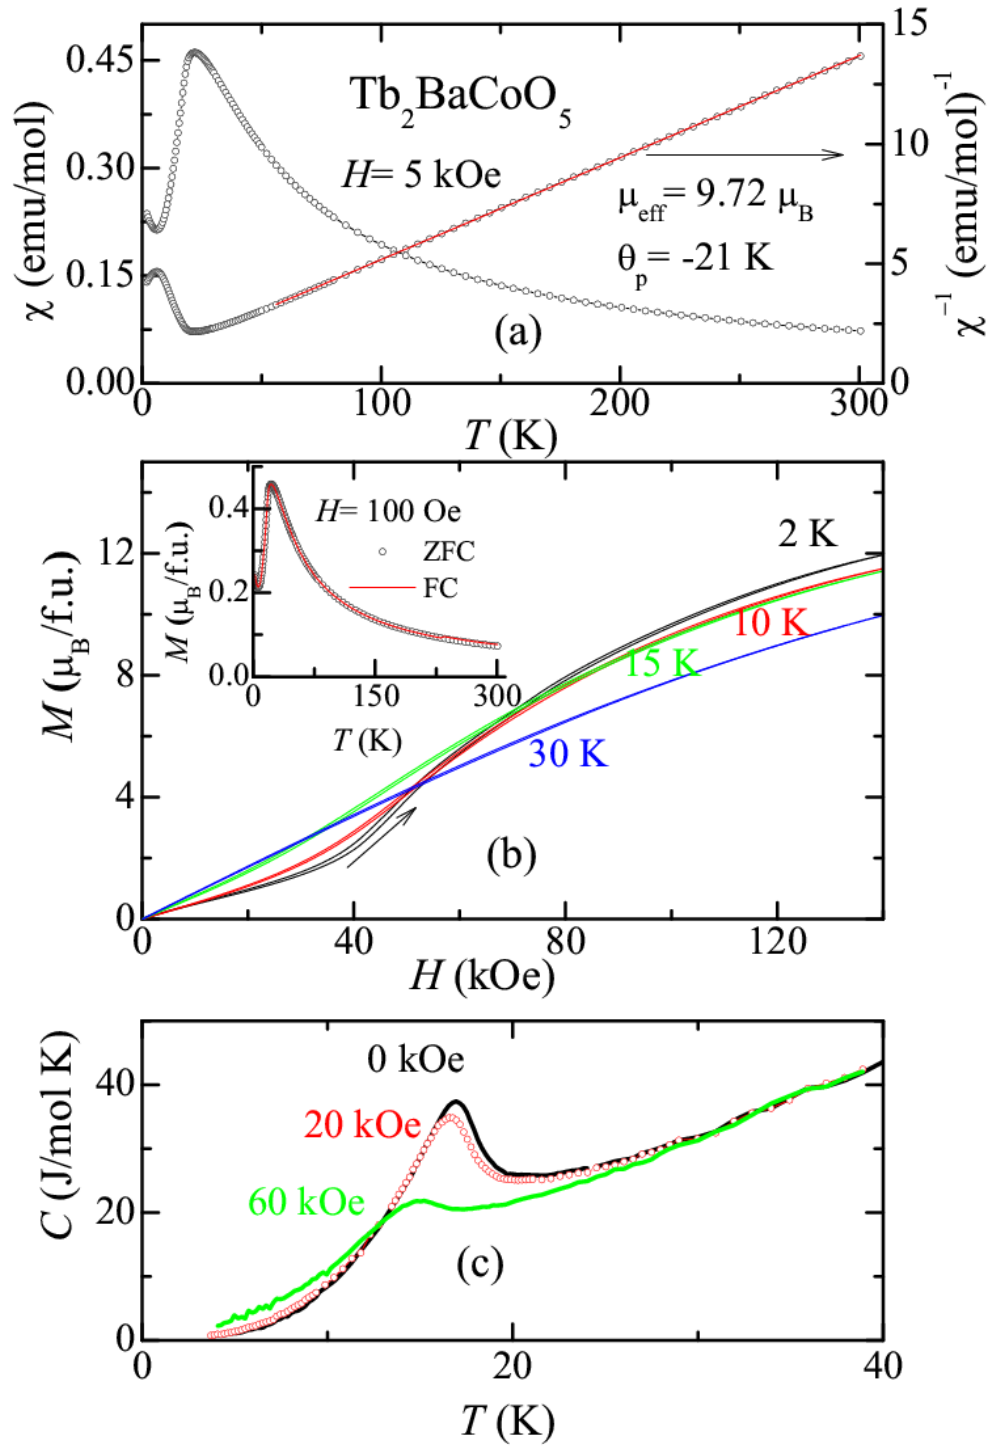 χ (emu/mol)
0.45
0.30
0.15
0.00
Tb₂BaCoO₅
H= 5 kOe
μeff= 9.72 μB
θp= -21 K
(a)
15
10
5
0
χ⁻¹ (emu/mol)⁻¹
0 100 200 300
T (K)
M (μB/f.u.)
12
8
4
0
M (μB/f.u.)
0.4
0.2
0.0
H= 100 Oe
ZFC
FC
0 150 300
T (K)
2 K
10 K
15 K
30 K
(b)
0 40 80 120
H (kOe)
C (J/mol K)
40
20
0
0 kOe
20 kOe
60 kOe
(c)
0 20 40
T (K)